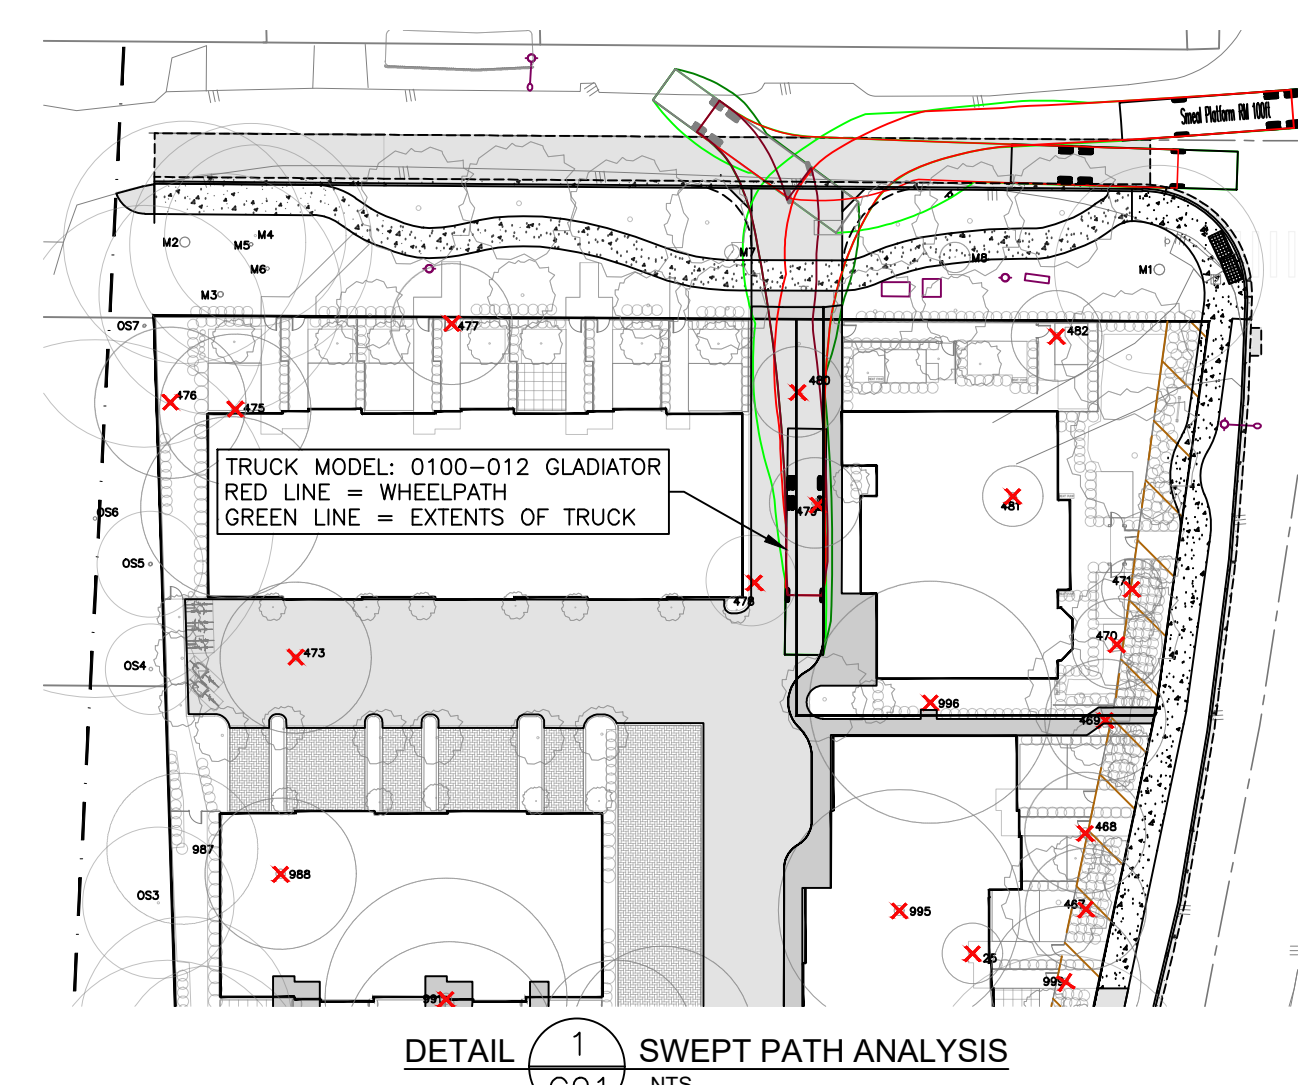 Smeal Platform RM 100ft
M2
M5
M4
M6
M3
M7
M8
M1
OS7
477
482
476
475
480
TRUCK MODEL: 0100-012 GLADIATOR
RED LINE = WHEELPATH
GREEN LINE = EXTENTS OF TRUCK
479
481
OS6
OS5
478
471
470
OS4
473
996
469
987
988
468
OS3
995
467
25
999
991
DETAIL
1
SWEPT PATH ANALYSIS
NTS